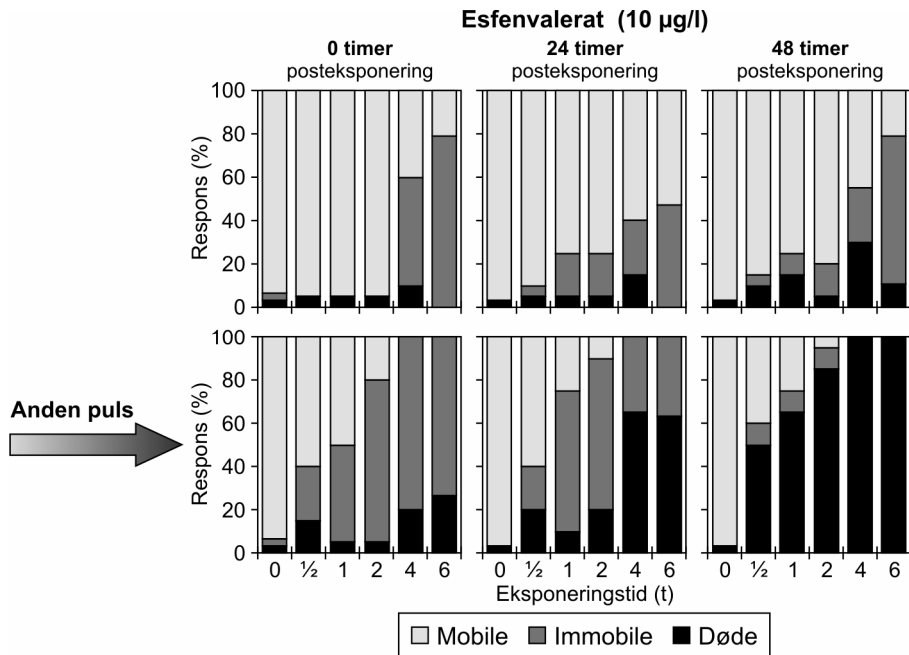 Esfenvalerat (10 µg/l)
0 timer
posteksponering
24 timer
posteksponering
48 timer
posteksponering
Respons (%)
100
80
60
40
20
0
Anden puls
Respons (%)
100
80
60
40
20
0
0 ½ 1 2 4 6
0 ½ 1 2 4 6
0 ½ 1 2 4 6
Eksponeringstid (t)
Mobile Immobile Døde